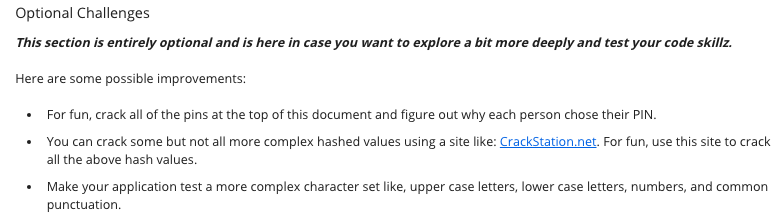 Optional Challenges
This section is entirely optional and is here in case you want to explore a bit more deeply and test your code skillz.
Here are some possible improvements:
• For fun, crack all of the pins at the top of this document and figure out why each person chose their PIN.
• You can crack some but not all more complex hashed values using a site like: CrackStation.net. For fun, use this site to crack
all the above hash values.
• Make your application test a more complex character set like, upper case letters, lower case letters, numbers, and common
punctuation.